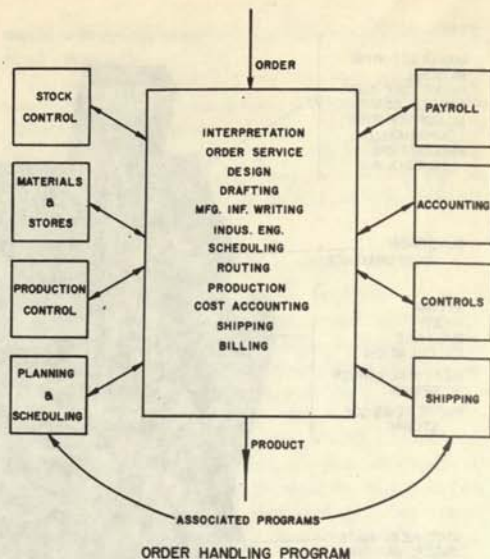 ORDER
STOCK
CONTROL
MATERIALS
&
STORES
PRODUCTION
CONTROL
PLANNING
&
SCHEDULING
INTERPRETATION
ORDER SERVICE
DESIGN
DRAFTING
MFG. INF. WRITING
INDUS. ENG.
SCHEDULING
ROUTING
PRODUCTION
COST ACCOUNTING
SHIPPING
BILLING
PAYROLL
ACCOUNTING
CONTROLS
SHIPPING
PRODUCT
ASSOCIATED PROGRAMS
ORDER HANDLING PROGRAM